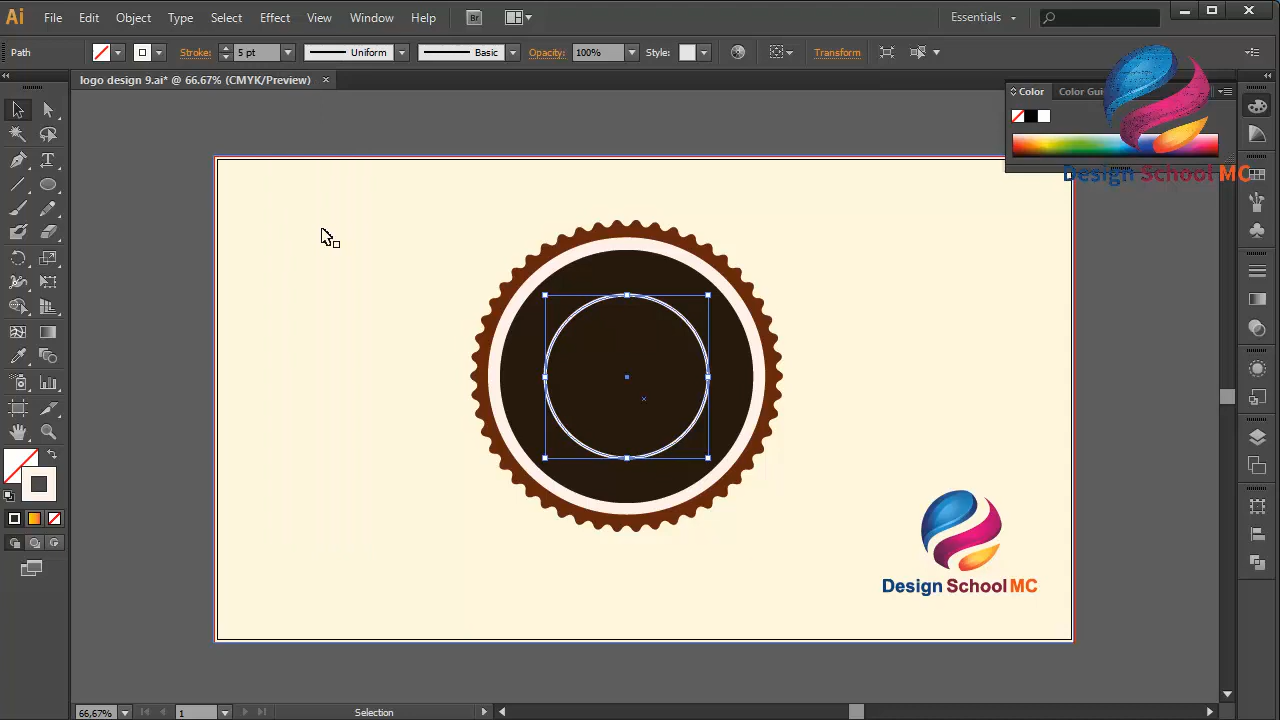 Ai File Edit Object Type Select Effect View Window Help Br Essentials
Path Stroke: 5 pt Uniform Basic Opacity: 100% Style: Transform
logo design 9.ai* @ 66.67% (CMYK/Preview)
Color Color Gui
Design School MC
Design School MC
66,67% 1 Selection